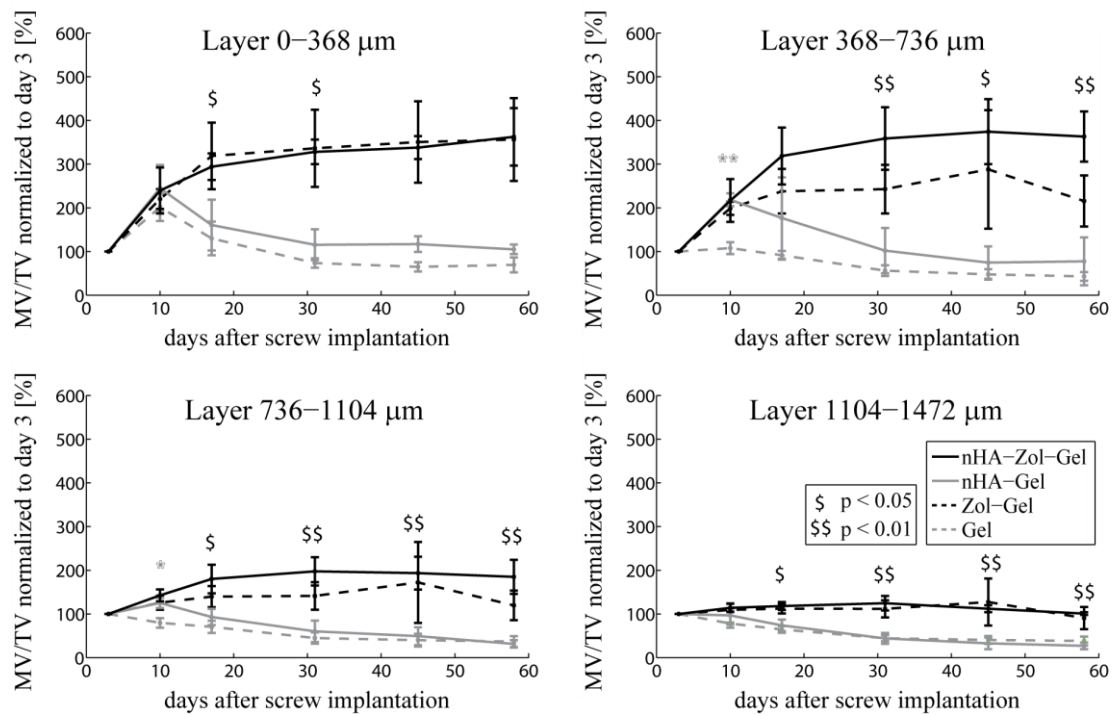 Layer 0−368 μm
MV/TV normalized to day 3 [%]
600
500
400
300
200
100
0
$ $
0 10 20 30 40 50 60
days after screw implantation
Layer 368−736 μm
MV/TV normalized to day 3 [%]
600
500
400
300
200
100
0
** $$ $ $$
0 10 20 30 40 50 60
days after screw implantation
Layer 736−1104 μm
MV/TV normalized to day 3 [%]
600
500
400
300
200
100
0
* $ $$ $$ $$
0 10 20 30 40 50 60
days after screw implantation
Layer 1104−1472 μm
MV/TV normalized to day 3 [%]
600
500
400
300
200
100
0
nHA−Zol−Gel
nHA−Gel
Zol−Gel
Gel
$ p < 0.05
$$ p < 0.01
$ $$ $$ $$
0 10 20 30 40 50 60
days after screw implantation